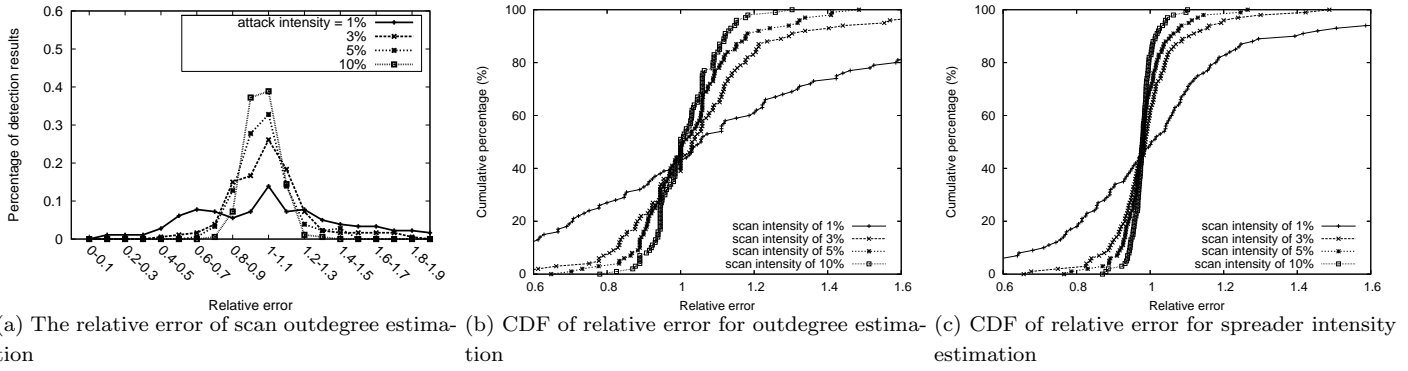 attack intensity = 1%
3%
5%
10%
Percentage of detection results
0.6
0.5
0.4
0.3
0.2
0.1
0
0-0.1
0.2-0.3
0.4-0.5
0.6-0.7
0.8-0.9
1-1.1
1.2-1.3
1.4-1.5
1.6-1.7
1.8-1.9
Relative error
(a) The relative error of scan outdegree estima-
tion
Cumulative percentage (%)
100
80
60
40
20
0
scan intensity of 1%
scan intensity of 3%
scan intensity of 5%
scan intensity of 10%
0.6 0.8 1 1.2 1.4 1.6
Relative error
(b) CDF of relative error for outdegree estima-
tion
Cumulative percentage (%)
100
80
60
40
20
0
scan intensity of 1%
scan intensity of 3%
scan intensity of 5%
scan intensity of 10%
0.6 0.8 1.0 1.2 1.4 1.6
Relative error
(c) CDF of relative error for spreader intensity
estimation